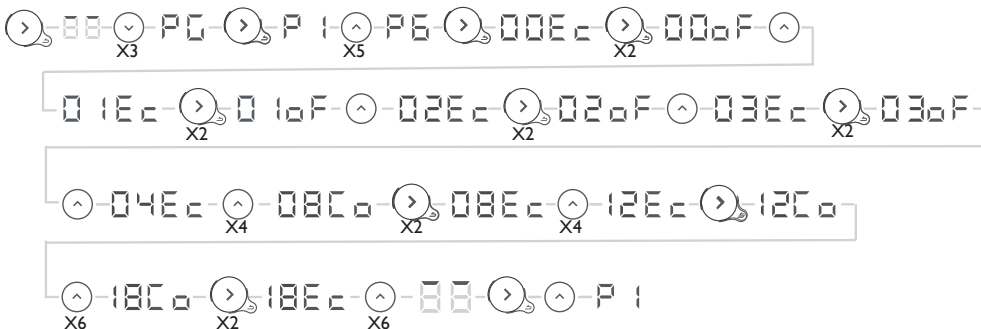 88 X3 PG P1 X5 P6 00Ec X2 00oF
01Ec X2 01oF 02Ec X2 02oF 03Ec X2 03oF
04Ec X4 08Co X2 08Ec X4 12Ec 12Co
X6 18Co X2 18Ec X6 88 P1